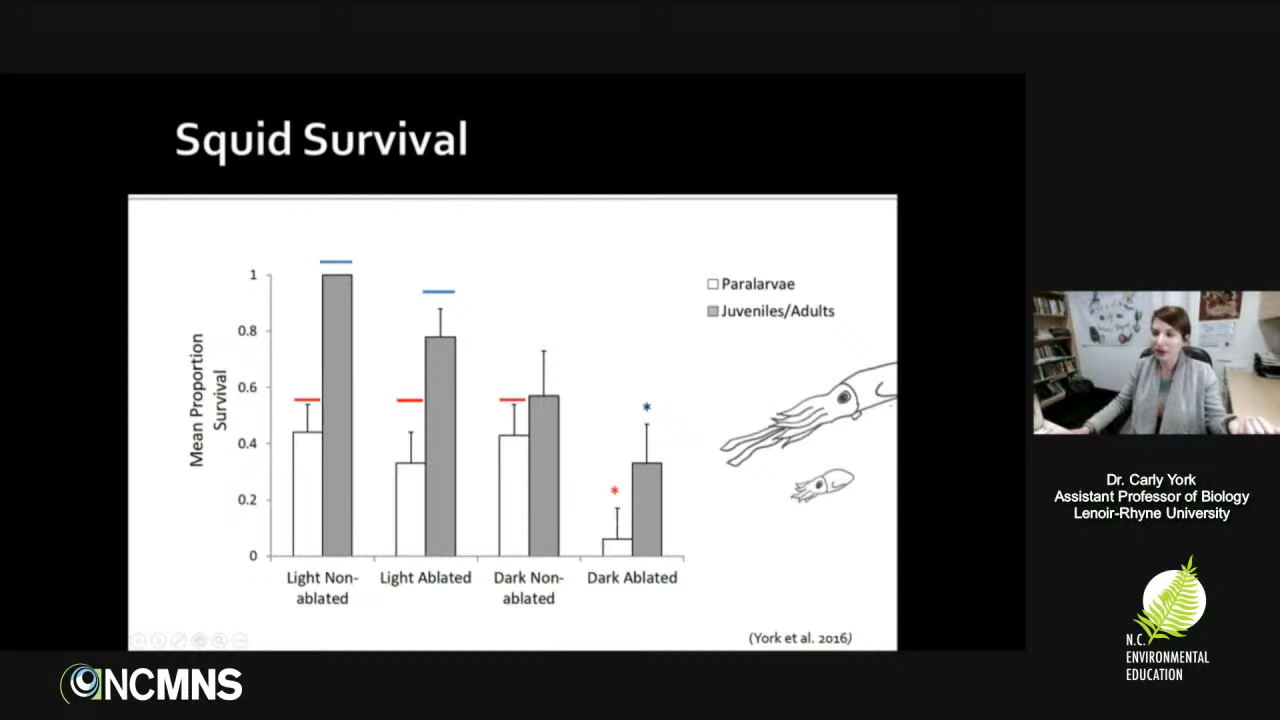 Squid Survival
1
0.8
0.6
0.4
0.2
0
Mean Proportion
Survival
Light Non-
ablated
Light Ablated
Dark Non-
ablated
Dark Ablated
*
*
Paralarvae
Juveniles/Adults
(York et al. 2016)
Dr. Carly York
Assistant Professor of Biology
Lenoir-Rhyne University
N.C.
ENVIRONMENTAL
EDUCATION
NCMNS